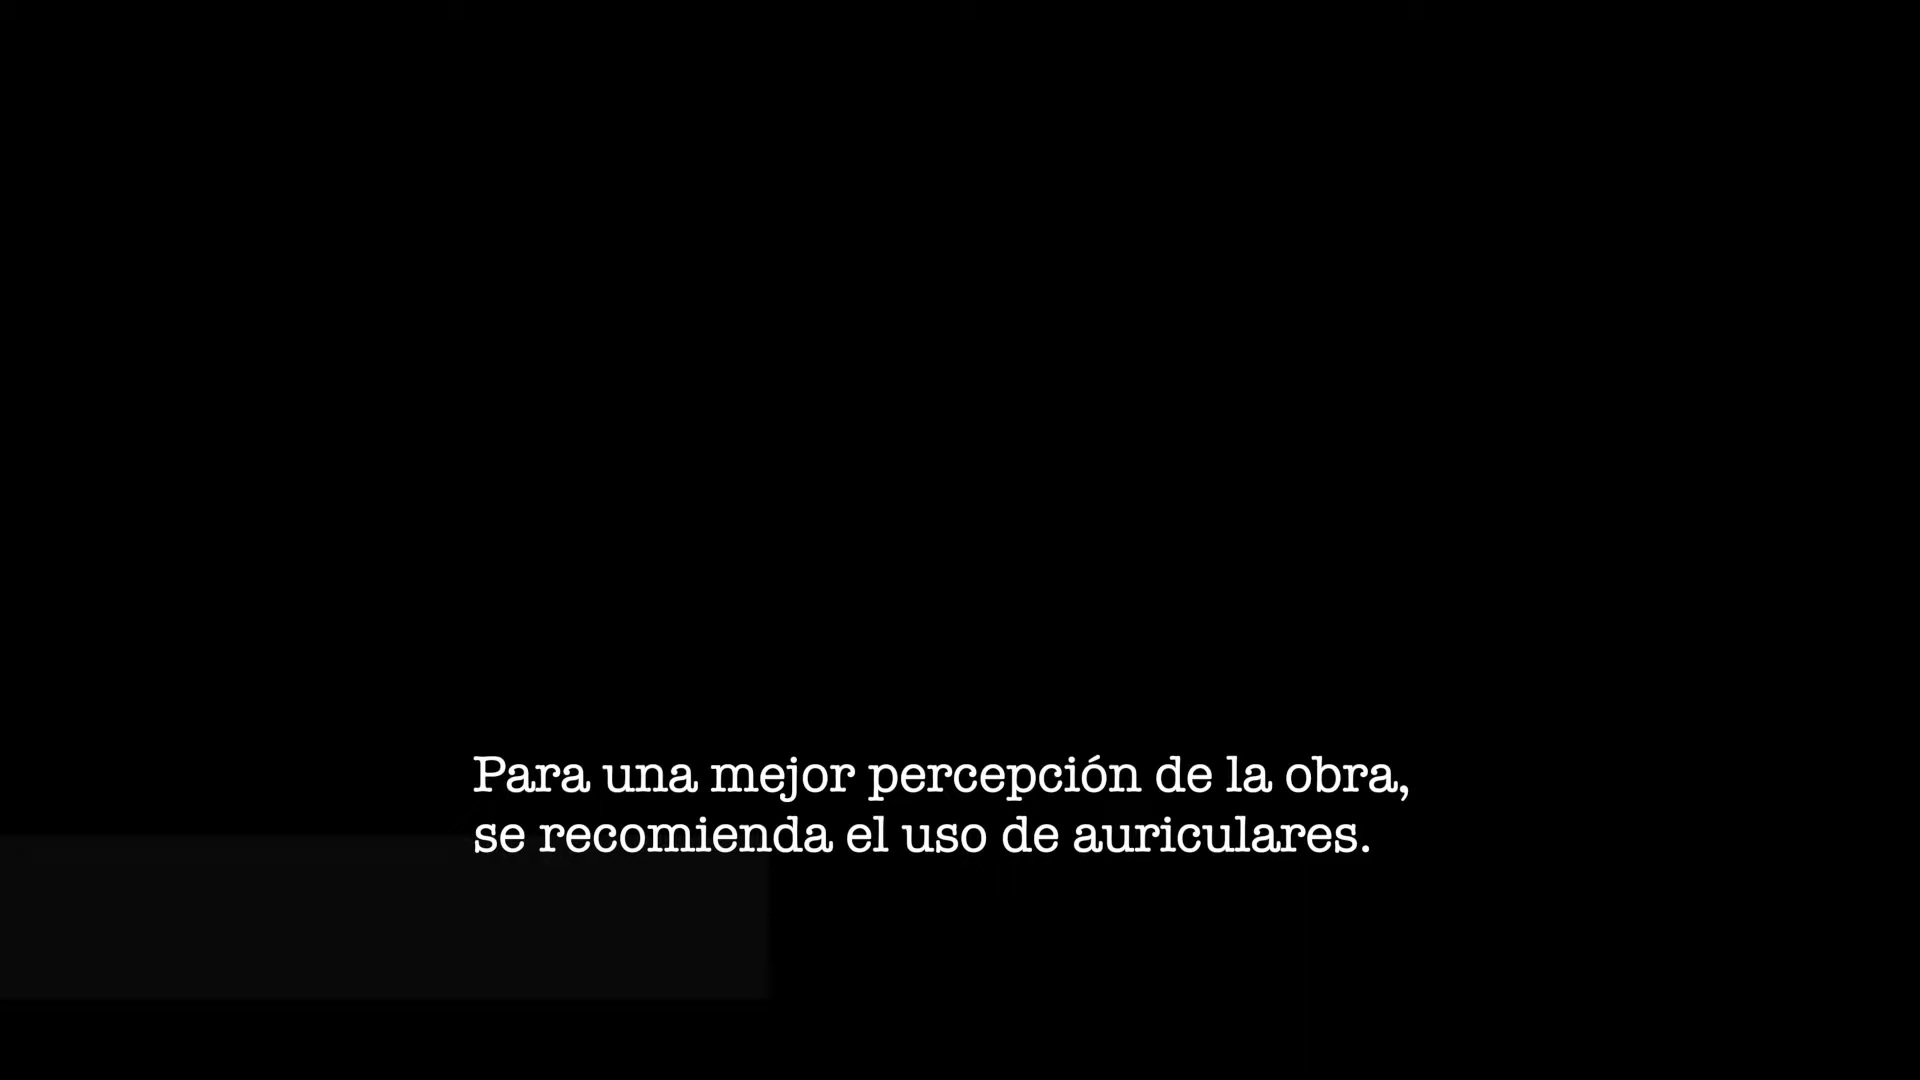 Para una mejor percepción de la obra,
se recomienda el uso de auriculares.